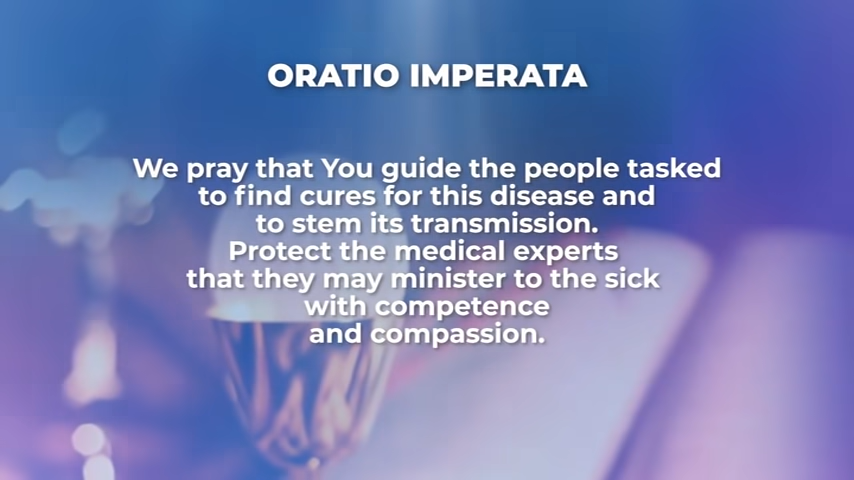 ORATIO IMPERATA
We pray that You guide the people tasked
to find cures for this disease and
to stem its transmission.
Protect the medical experts
that they may minister to the sick
with competence
and compassion.